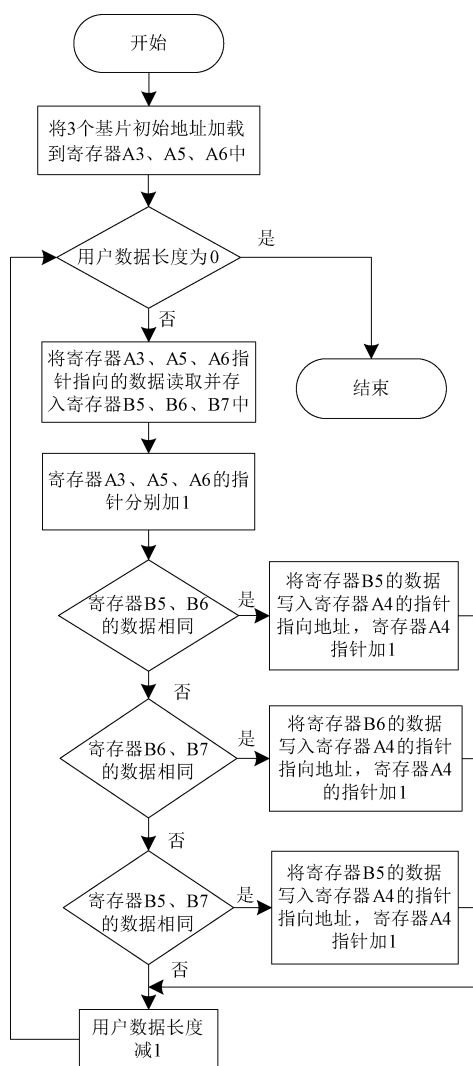 开始
将3个基片初始地址加载
到寄存器A3、A5、A6中
用户数据长度为0
是
否
将寄存器A3、A5、A6指
针指向的数据读取并存
入寄存器B5、B6、B7中
结束
寄存器A3、A5、A6的指
针分别加1
寄存器B5、B6
的数据相同
是
将寄存器B5的数据
写入寄存器A4的指针
指向地址，寄存器A4
指针加1
否
寄存器B6、B7
的数据相同
是
将寄存器B6的数据
写入寄存器A4的指针
指向地址，寄存器A4
的指针加1
否
寄存器B5、B7
的数据相同
是
将寄存器B5的数据
写入寄存器A4的指针
指向地址，寄存器A4
指针加1
否
用户数据长度
减1